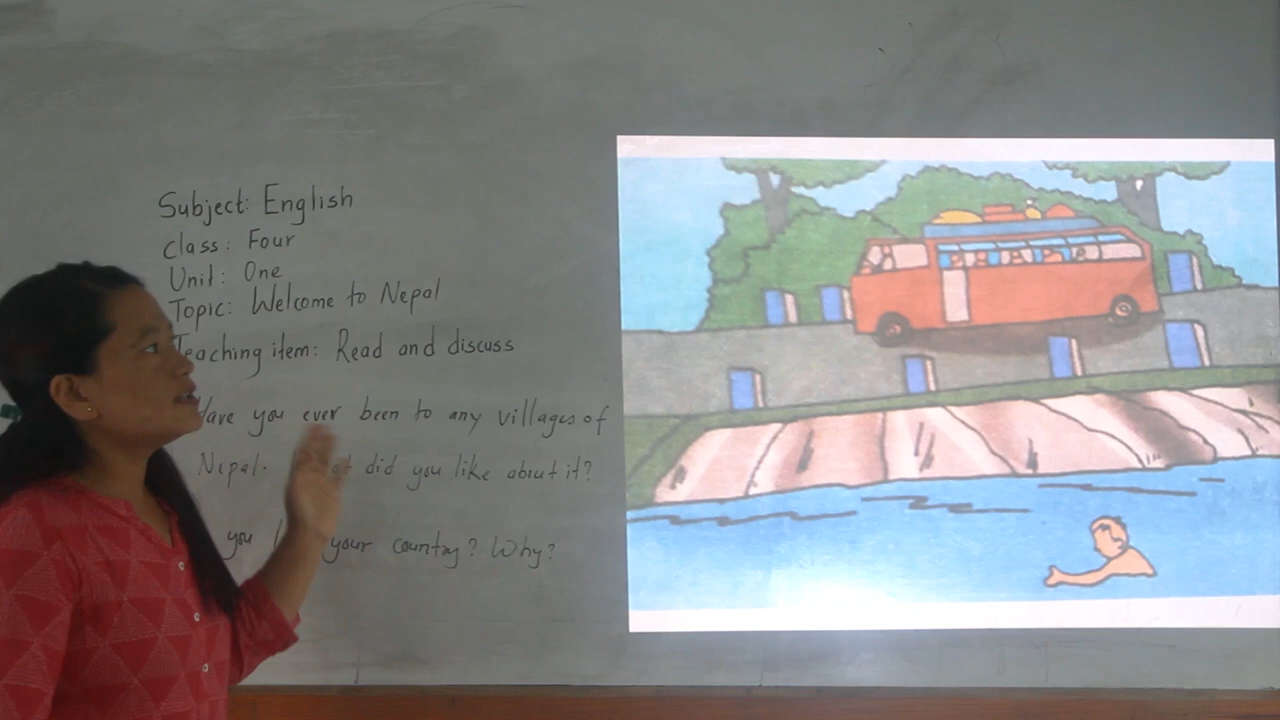 Subject: English
Class: Four
Unit: One
Topic: Welcome to Nepal
Teaching item: Read and discuss
Have you ever been to any villages of
Nepal. did you like about it?
you your country? Why?